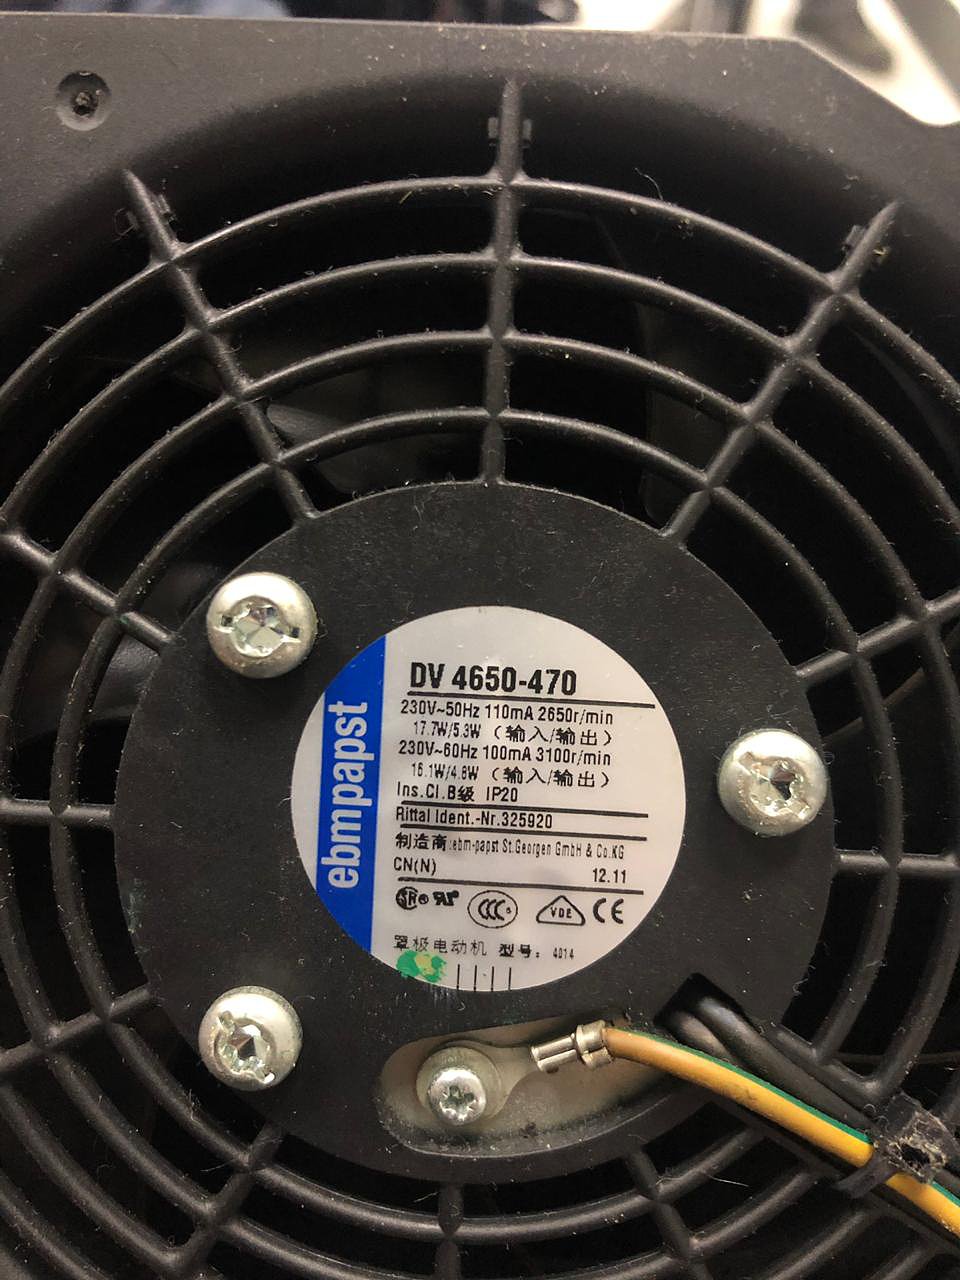 ebmpapst
DV 4650-470
230V~50Hz 110mA 2650r/min
17.7W/5.3W (输入/输出)
230V~60Hz 100mA 3100r/min
16.1W/4.8W (输入/输出)
Ins.Cl.B级 IP20
Rittal Ident.-Nr.325920
制造商:ebm-papst St.Georgen GmbH & Co.KG
CN(N) 12.11
CCC S VDE CE
罩极电动机 型号: 4014